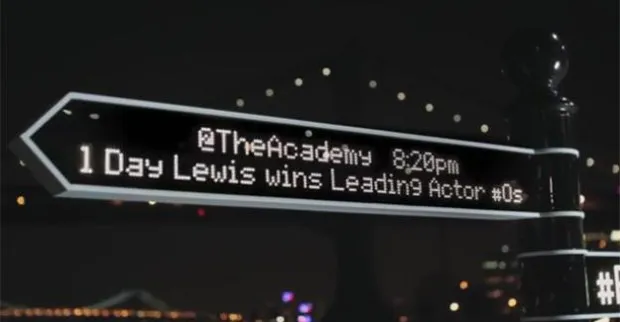 @TheAcademy 8:20pm
1 Day Lewis wins Leading Actor #Os
#